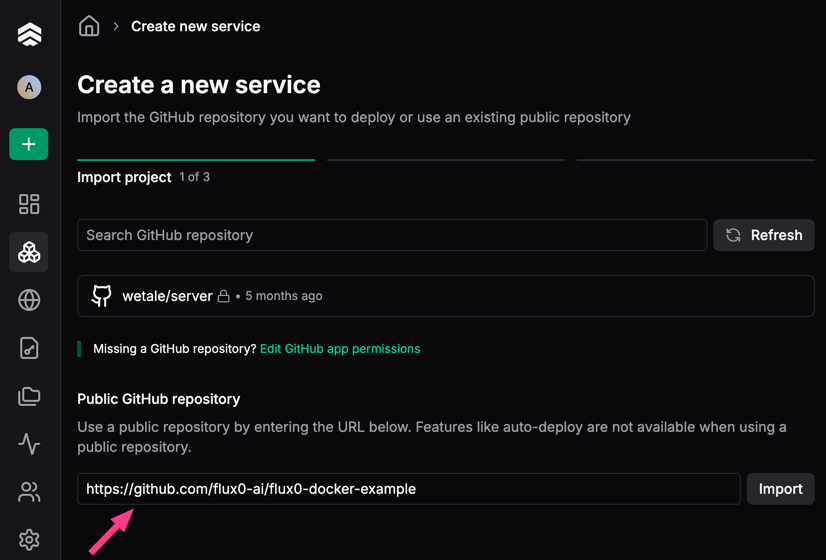 Create new service
A
Create a new service
Import the GitHub repository you want to deploy or use an existing public repository
Import project 1 of 3
Search GitHub repository
Refresh
wetale/server • 5 months ago
Missing a GitHub repository? Edit GitHub app permissions
Public GitHub repository
Use a public repository by entering the URL below. Features like auto-deploy are not available when using a
public repository.
https://github.com/flux0-ai/flux0-docker-example
Import